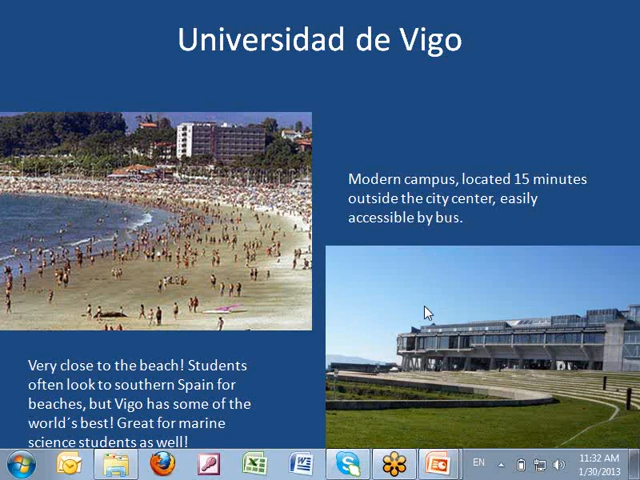 Universidad de Vigo
Modern campus, located 15 minutes
outside the city center, easily
accessible by bus.
Very close to the beach! Students
often look to southern Spain for
beaches, but Vigo has some of the
world´s best! Great for marine
science students as well!
EN
11:32 AM
1/30/2013